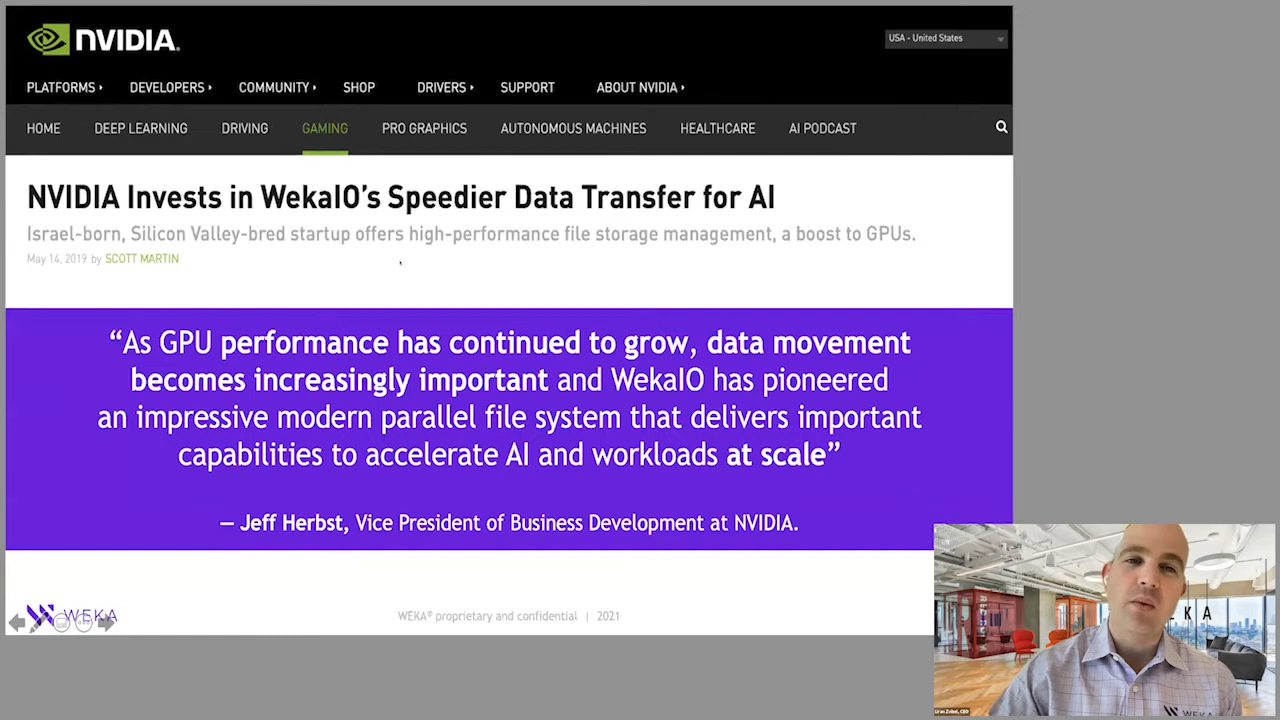 NVIDIA.
USA - United States
PLATFORMS DEVELOPERS COMMUNITY SHOP DRIVERS SUPPORT ABOUT NVIDIA
HOME DEEP LEARNING DRIVING GAMING PRO GRAPHICS AUTONOMOUS MACHINES HEALTHCARE AI PODCAST
NVIDIA Invests in WekaIO’s Speedier Data Transfer for AI
Israel-born, Silicon Valley-bred startup offers high-performance file storage management, a boost to GPUs.
May 14, 2019 by SCOTT MARTIN
“As GPU performance has continued to grow, data movement
becomes increasingly important and WekaIO has pioneered
an impressive modern parallel file system that delivers important
capabilities to accelerate AI and workloads at scale”
— Jeff Herbst, Vice President of Business Development at NVIDIA.
WEKA
WEKA® proprietary and confidential | 2021
WEKA
Liran Zvibel, CEO